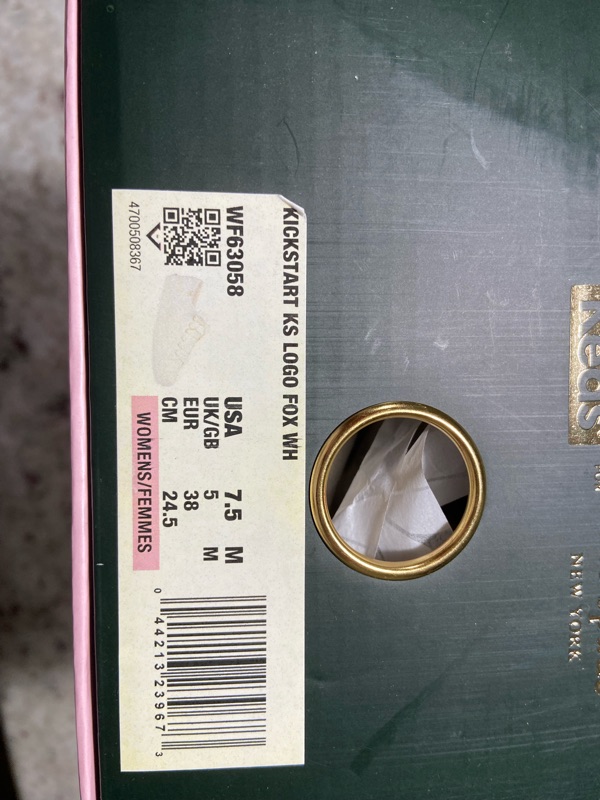 KICKSTART KS LOGO FOX WH
WF63058
4700508367
USA 7.5 M
UK/GB 5 M
EUR 38
CM 24.5
WOMENS/FEMMES
0 44213 23967 3
Keds
NEW YORK